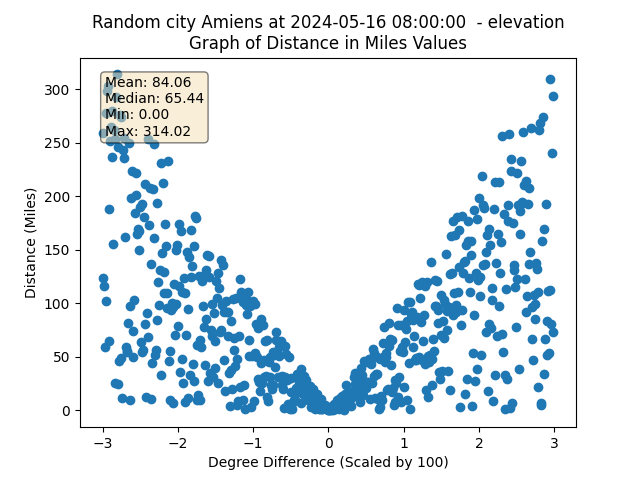 Random city Amiens at 2024-05-16 08:00:00  - elevation
Graph of Distance in Miles Values
Mean: 84.06
Median: 65.44
Min: 0.00
Max: 314.02
Distance (Miles)
300
250
200
150
100
50
0
−3 −2 −1 0 1 2 3
Degree Difference (Scaled by 100)